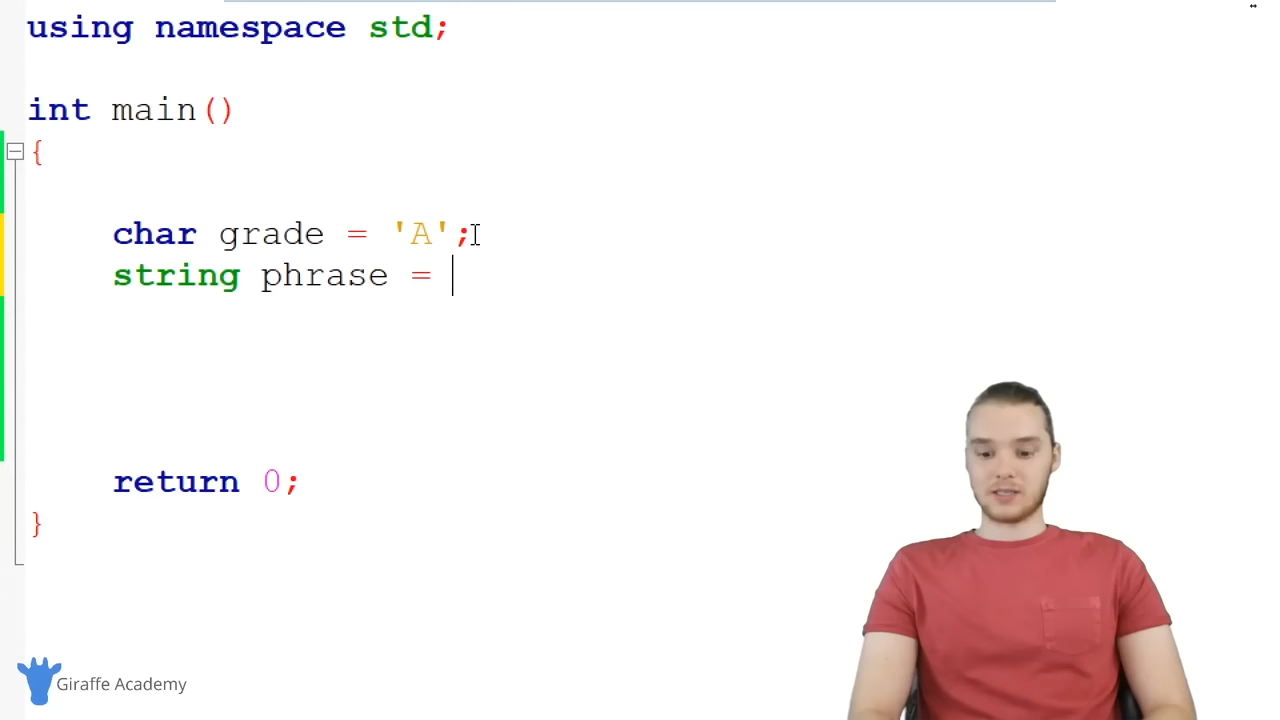 using namespace std;
int main()
{
char grade = 'A';
string phrase =
return 0;
}
Giraffe Academy